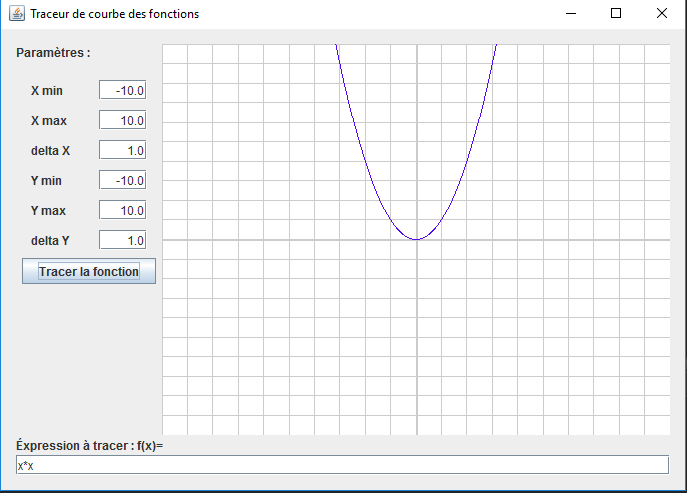 Traceur de courbe des fonctions
Paramètres :
X min -10.0
X max 10.0
delta X 1.0
Y min -10.0
Y max 10.0
delta Y 1.0
Tracer la fonction
Éxpression à tracer : f(x)=
x*x